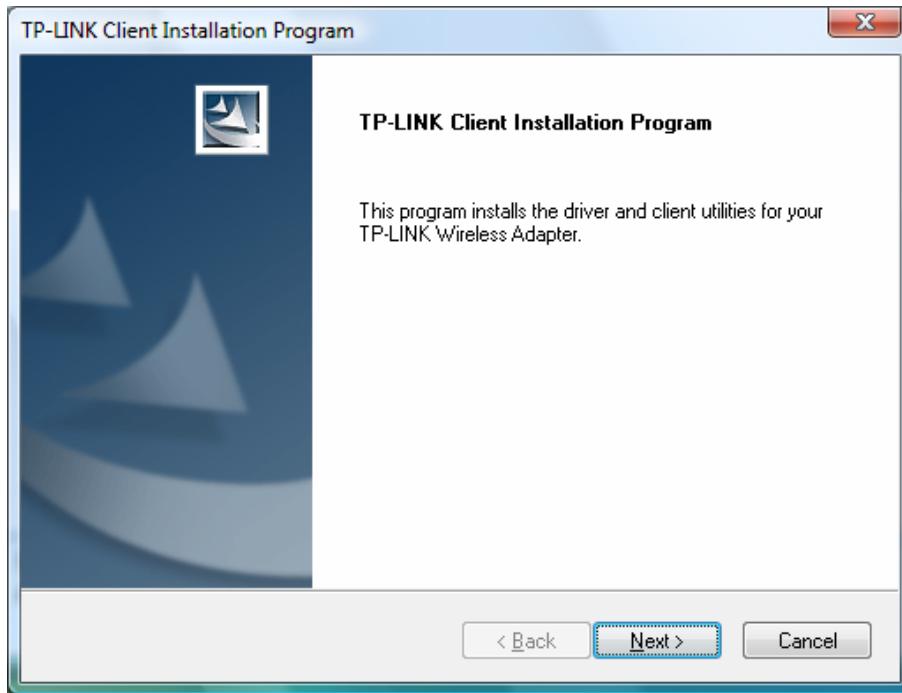 TP-LINK Client Installation Program
TP-LINK Client Installation Program
This program installs the driver and client utilities for your
TP-LINK Wireless Adapter.
< Back Next > Cancel